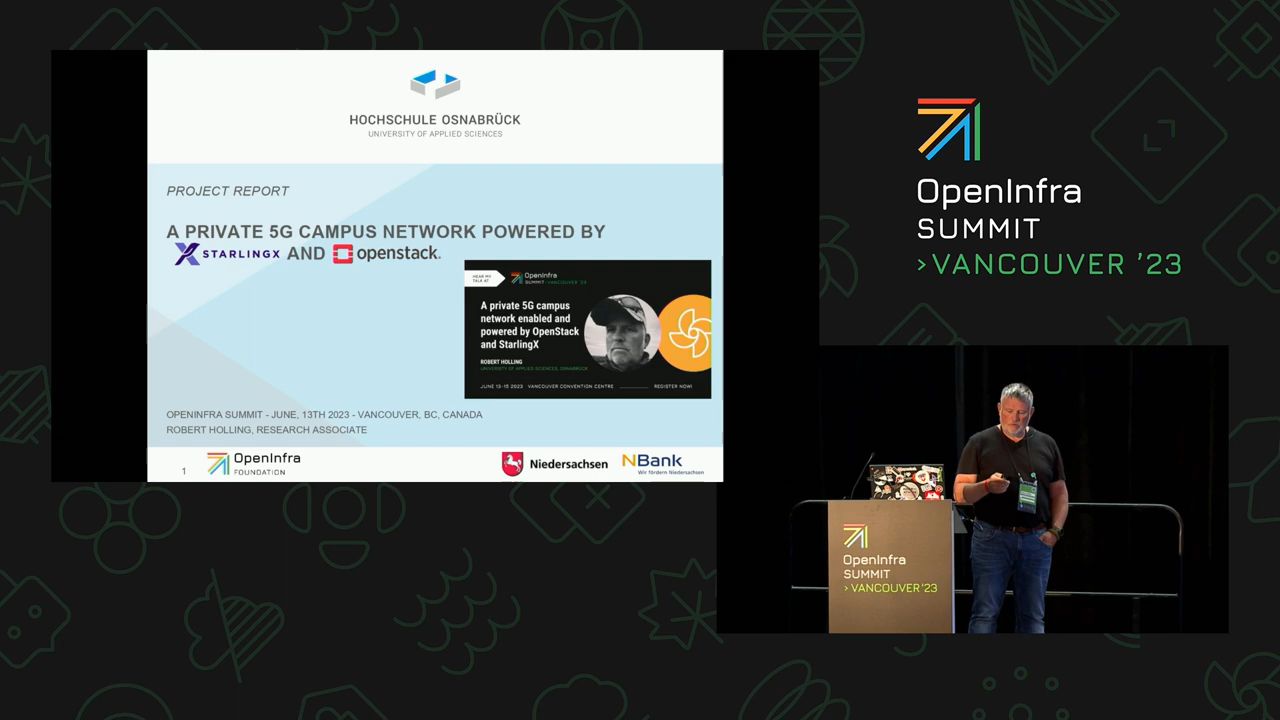 HOCHSCHULE OSNABRÜCK
UNIVERSITY OF APPLIED SCIENCES
PROJECT REPORT
A PRIVATE 5G CAMPUS NETWORK POWERED BY
STARLINGX AND openstack.
HEAR MY
TALK AT
OpenInfra
SUMMIT VANCOUVER '23
A private 5G campus
network enabled and
powered by OpenStack
and StarlingX
ROBERT HOLLING
UNIVERSITY OF APPLIED SCIENCES, OSNABRUECK
JUNE 13-15 2023 VANCOUVER CONVENTION CENTRE REGISTER NOW!
OPENINFRA SUMMIT - JUNE, 13TH 2023 - VANCOUVER, BC, CANADA
ROBERT HOLLING, RESEARCH ASSOCIATE
1
OpenInfra
FOUNDATION
Niedersachsen
NBank
Wir fördern Niedersachsen
OpenInfra
SUMMIT
>VANCOUVER '23
OpenInfra
SUMMIT
>VANCOUVER '23